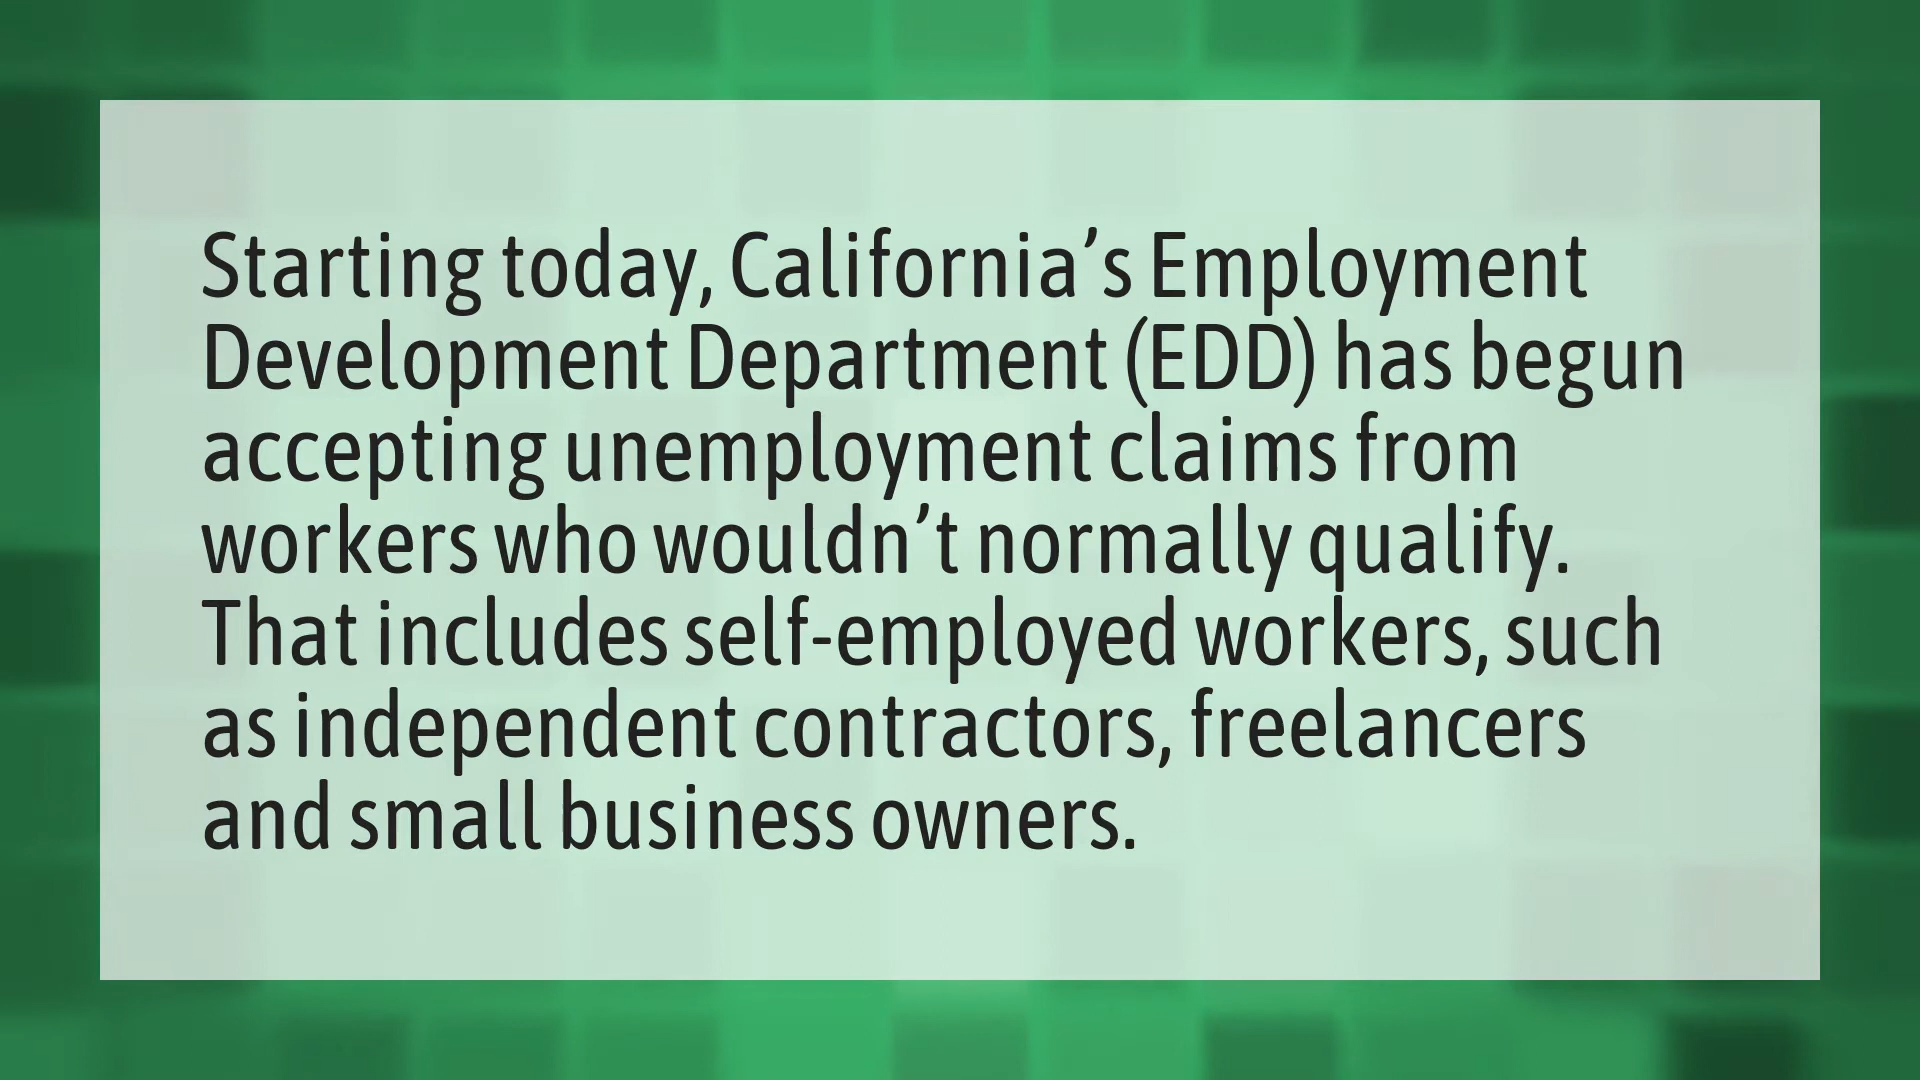 Starting today, California’s Employment
Development Department (EDD) has begun
accepting unemployment claims from
workers who wouldn’t normally qualify.
That includes self-employed workers, such
as independent contractors, freelancers
and small business owners.